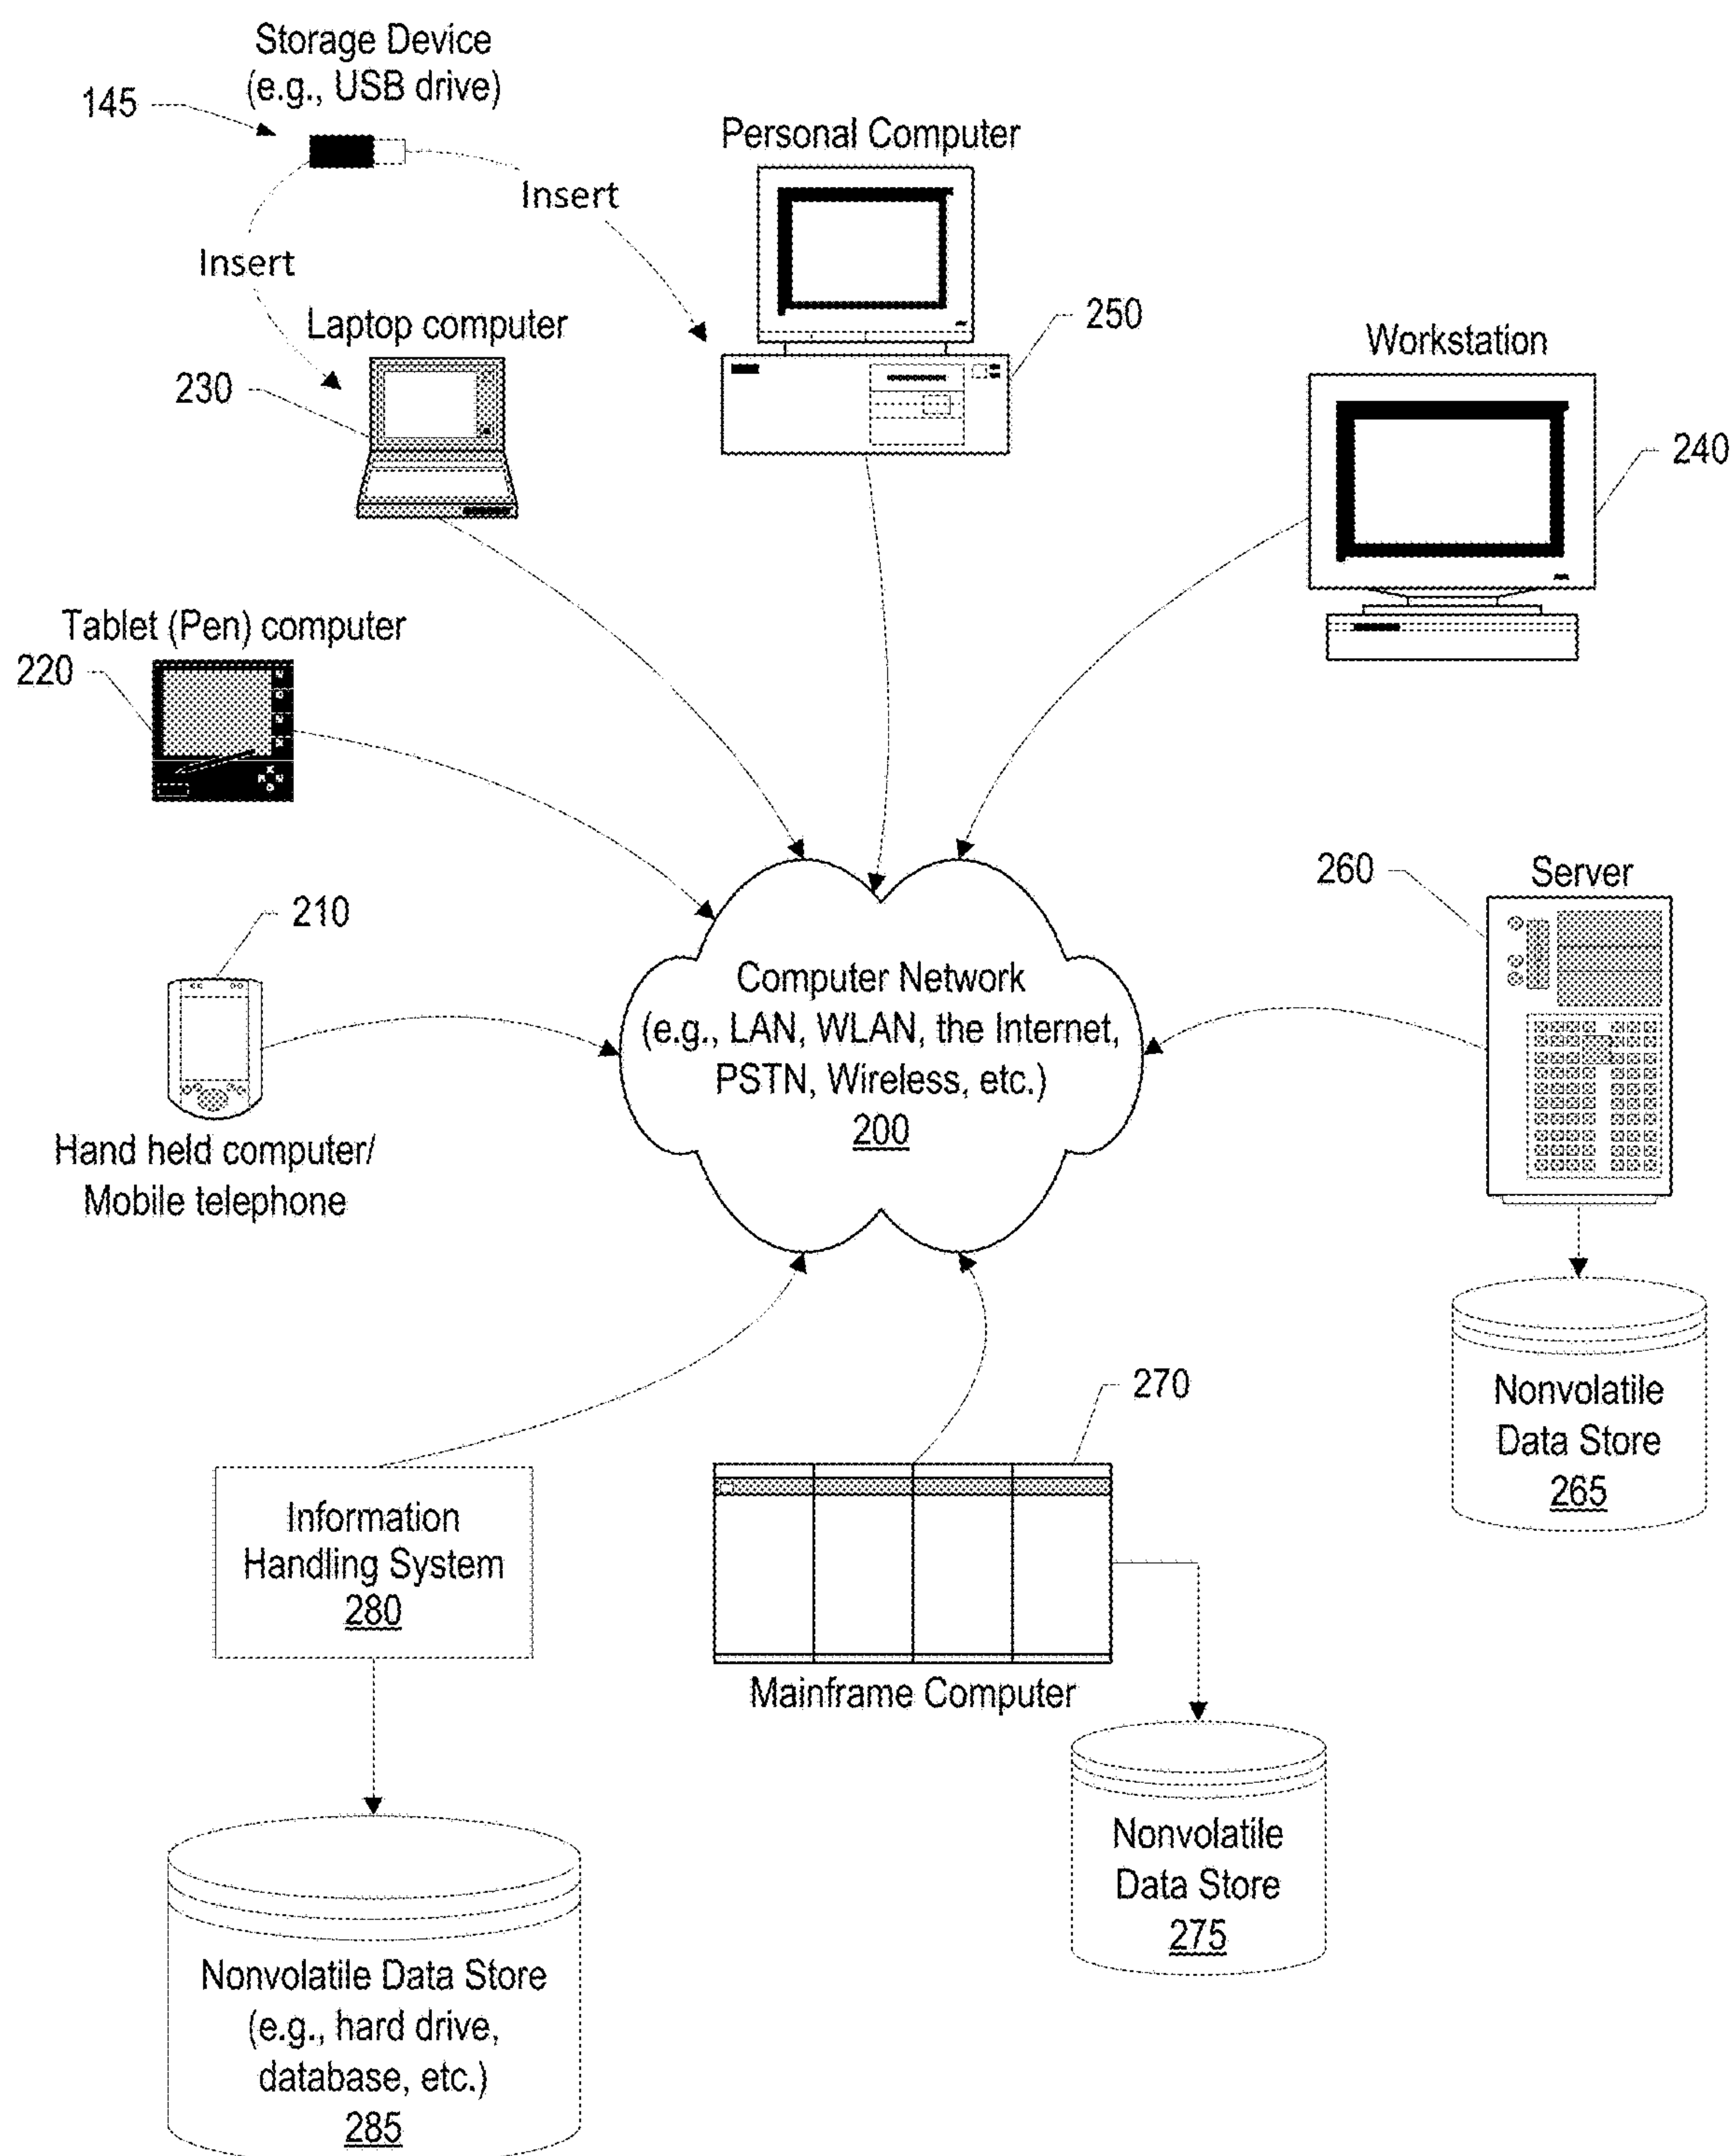 Storage Device
(e.g., USB drive)
145
Personal Computer
Insert
Insert
Laptop computer
250
Workstation
230
240
Tablet (Pen) computer
220
260
Server
210
Computer Network
(e.g., LAN, WLAN, the Internet,
PSTN, Wireless, etc.)
200
Hand held computer/
Mobile telephone
270
Nonvolatile
Data Store
265
Information
Handling System
280
Mainframe Computer
Nonvolatile
Data Store
275
Nonvolatile Data Store
(e.g., hard drive,
database, etc.)
285